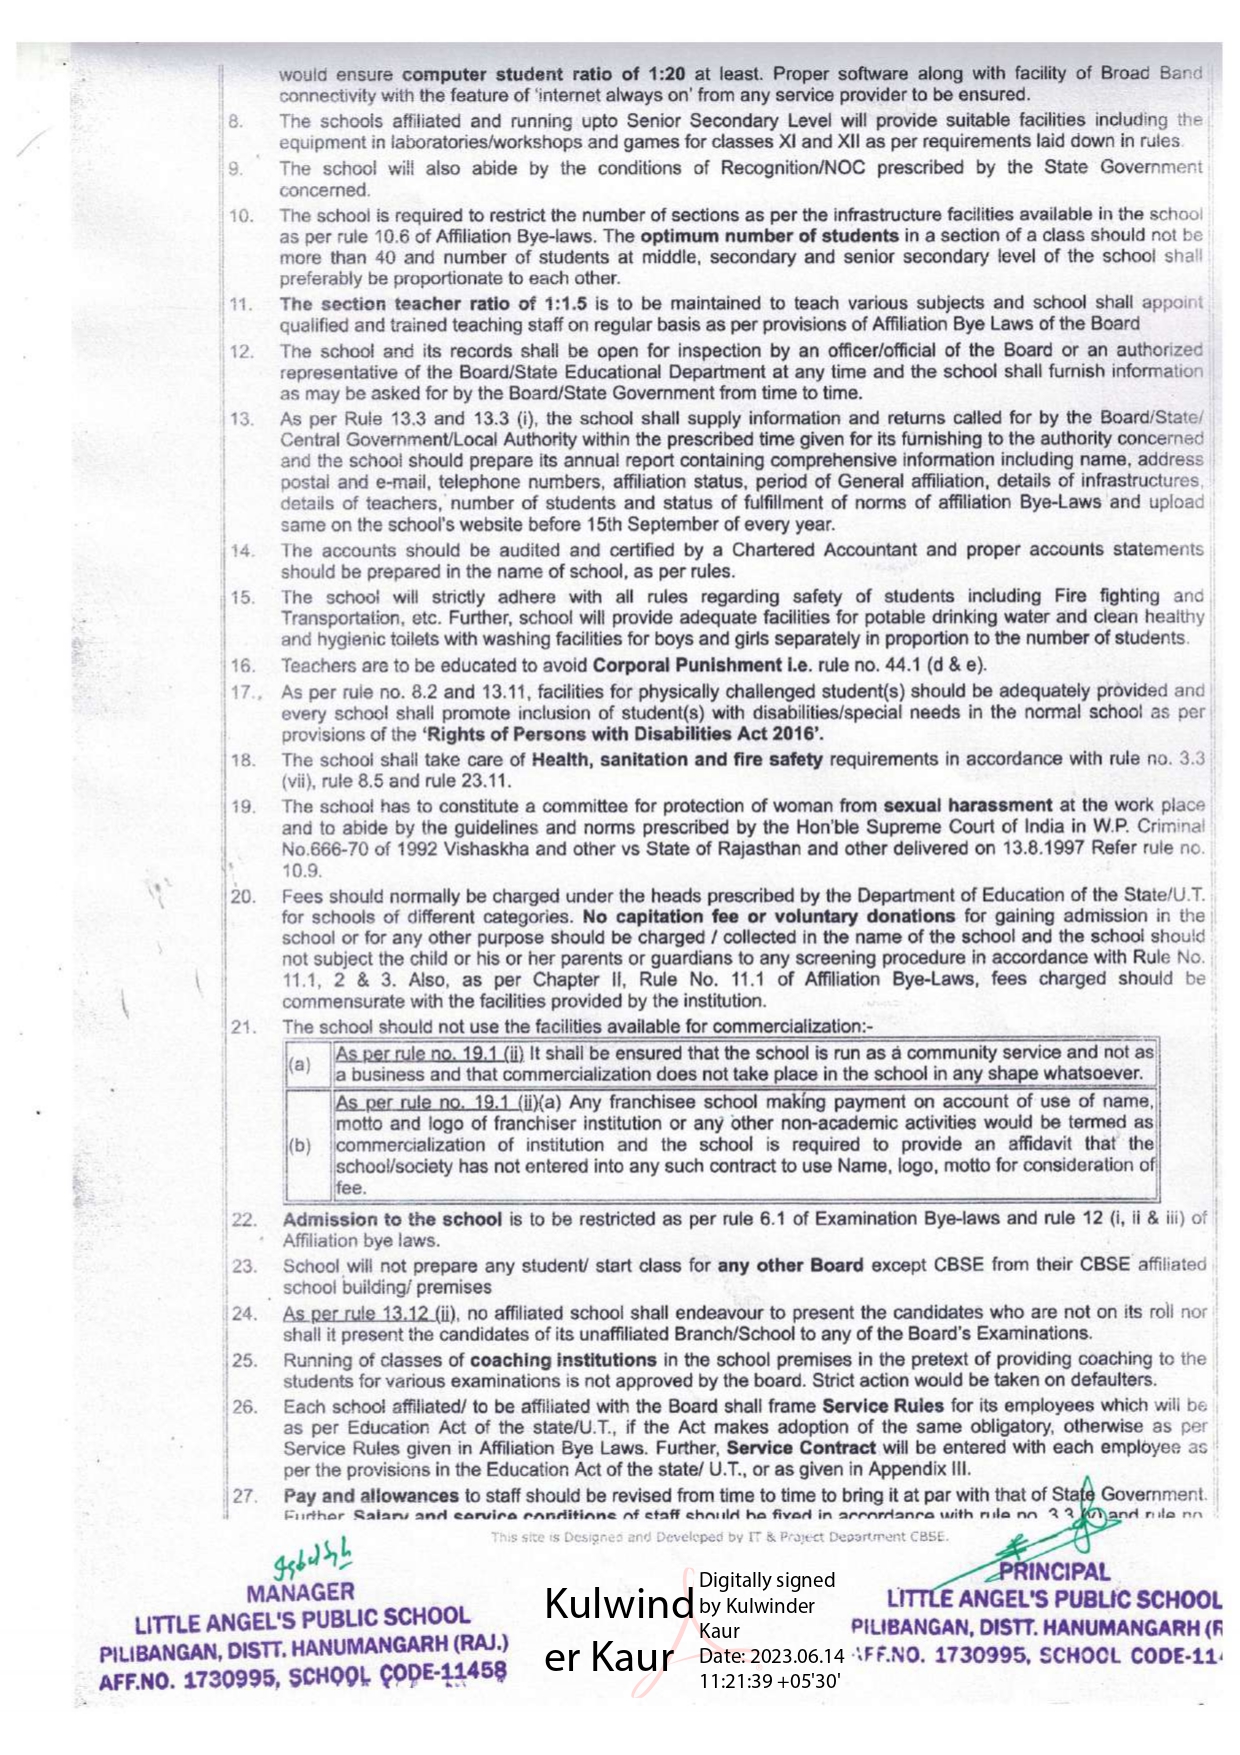 would ensure computer student ratio of 1:20 at least. Proper software along with facility of Broad Band
connectivity with the feature of 'internet always on' from any service provider to be ensured.
8. The schools affiliated and running upto Senior Secondary Level will provide suitable facilities including the
equipment in laboratories/workshops and games for classes XI and XII as per requirements laid down in rules.
9. The school will also abide by the conditions of Recognition/NOC prescribed by the State Government
concerned.
10. The school is required to restrict the number of sections as per the infrastructure facilities available in the school
as per rule 10.6 of Affiliation Bye-laws. The optimum number of students in a section of a class should not be
more than 40 and number of students at middle, secondary and senior secondary level of the school shall
preferably be proportionate to each other.
11. The section teacher ratio of 1:1.5 is to be maintained to teach various subjects and school shall appoint
qualified and trained teaching staff on regular basis as per provisions of Affiliation Bye Laws of the Board
12. The school and its records shall be open for inspection by an officer/official of the Board or an authorized
representative of the Board/State Educational Department at any time and the school shall furnish information
as may be asked for by the Board/State Government from time to time.
13. As per Rule 13.3 and 13.3 (i), the school shall supply information and returns called for by the Board/State/
Central Government/Local Authority within the prescribed time given for its furnishing to the authority concerned
and the school should prepare its annual report containing comprehensive information including name, address
postal and e-mail, telephone numbers, affiliation status, period of General affiliation, details of infrastructures,
details of teachers, number of students and status of fulfillment of norms of affiliation Bye-Laws and upload
same on the school's website before 15th September of every year.
14. The accounts should be audited and certified by a Chartered Accountant and proper accounts statements
should be prepared in the name of school, as per rules.
15. The school will strictly adhere with all rules regarding safety of students including Fire fighting and
Transportation, etc. Further, school will provide adequate facilities for potable drinking water and clean healthy
and hygienic toilets with washing facilities for boys and girls separately in proportion to the number of students.
16. Teachers are to be educated to avoid Corporal Punishment i.e. rule no. 44.1 (d & e).
17. As per rule no. 8.2 and 13.11, facilities for physically challenged student(s) should be adequately provided and
every school shall promote inclusion of student(s) with disabilities/special needs in the normal school as per
provisions of the 'Rights of Persons with Disabilities Act 2016'.
18. The school shall take care of Health, sanitation and fire safety requirements in accordance with rule no. 3.3
(vii), rule 8.5 and rule 23.11.
19. The school has to constitute a committee for protection of woman from sexual harassment at the work place
and to abide by the guidelines and norms prescribed by the Hon'ble Supreme Court of India in W.P. Criminal
No.666-70 of 1992 Vishaskha and other vs State of Rajasthan and other delivered on 13.8.1997 Refer rule no.
10.9.
20. Fees should normally be charged under the heads prescribed by the Department of Education of the State/U.T.
for schools of different categories. No capitation fee or voluntary donations for gaining admission in the
school or for any other purpose should be charged / collected in the name of the school and the school should
not subject the child or his or her parents or guardians to any screening procedure in accordance with Rule No.
11.1, 2 & 3. Also, as per Chapter II, Rule No. 11.1 of Affiliation Bye-Laws, fees charged should be
commensurate with the facilities provided by the institution.
21. The school should not use the facilities available for commercialization:-
(a) As per rule no. 19.1 (ii) It shall be ensured that the school is run as a community service and not as
a business and that commercialization does not take place in the school in any shape whatsoever.
As per rule no. 19.1 (ii)(a) Any franchisee school making payment on account of use of name,
motto and logo of franchiser institution or any other non-academic activities would be termed as
(b) commercialization of institution and the school is required to provide an affidavit that the
school/society has not entered into any such contract to use Name, logo, motto for consideration of
fee.
22. Admission to the school is to be restricted as per rule 6.1 of Examination Bye-laws and rule 12 (i, ii & iii) of
Affiliation bye laws.
23. School will not prepare any student/ start class for any other Board except CBSE from their CBSE affiliated
school building/ premises
24. As per rule 13.12 (ii), no affiliated school shall endeavour to present the candidates who are not on its roll nor
shall it present the candidates of its unaffiliated Branch/School to any of the Board's Examinations.
25. Running of classes of coaching institutions in the school premises in the pretext of providing coaching to the
students for various examinations is not approved by the board. Strict action would be taken on defaulters.
26. Each school affiliated/ to be affiliated with the Board shall frame Service Rules for its employees which will be
as per Education Act of the state/U.T., if the Act makes adoption of the same obligatory, otherwise as per
Service Rules given in Affiliation Bye Laws. Further, Service Contract will be entered with each employee as
per the provisions in the Education Act of the state/ U.T., or as given in Appendix III.
27. Pay and allowances to staff should be revised from time to time to bring it at par with that of State Government.
Further Salary and service conditions of staff should be fixed in accordance with rule no 3.3 (v) and rule no
This site is Designed and Developed by IT & Project Department CBSE.
MANAGER
LITTLE ANGEL'S PUBLIC SCHOOL
PILIBANGAN, DISTT. HANUMANGARH (RAJ.)
AFF.NO. 1730995, SCHOOL CODE-11458
Kulwind
er Kaur
Digitally signed
by Kulwinder
Kaur
Date: 2023.06.14
11:21:39 +05'30'
PRINCIPAL
LITTLE ANGEL'S PUBLIC SCHOOL
PILIBANGAN, DISTT. HANUMANGARH (R
AFF.NO. 1730995, SCHOOL CODE-11